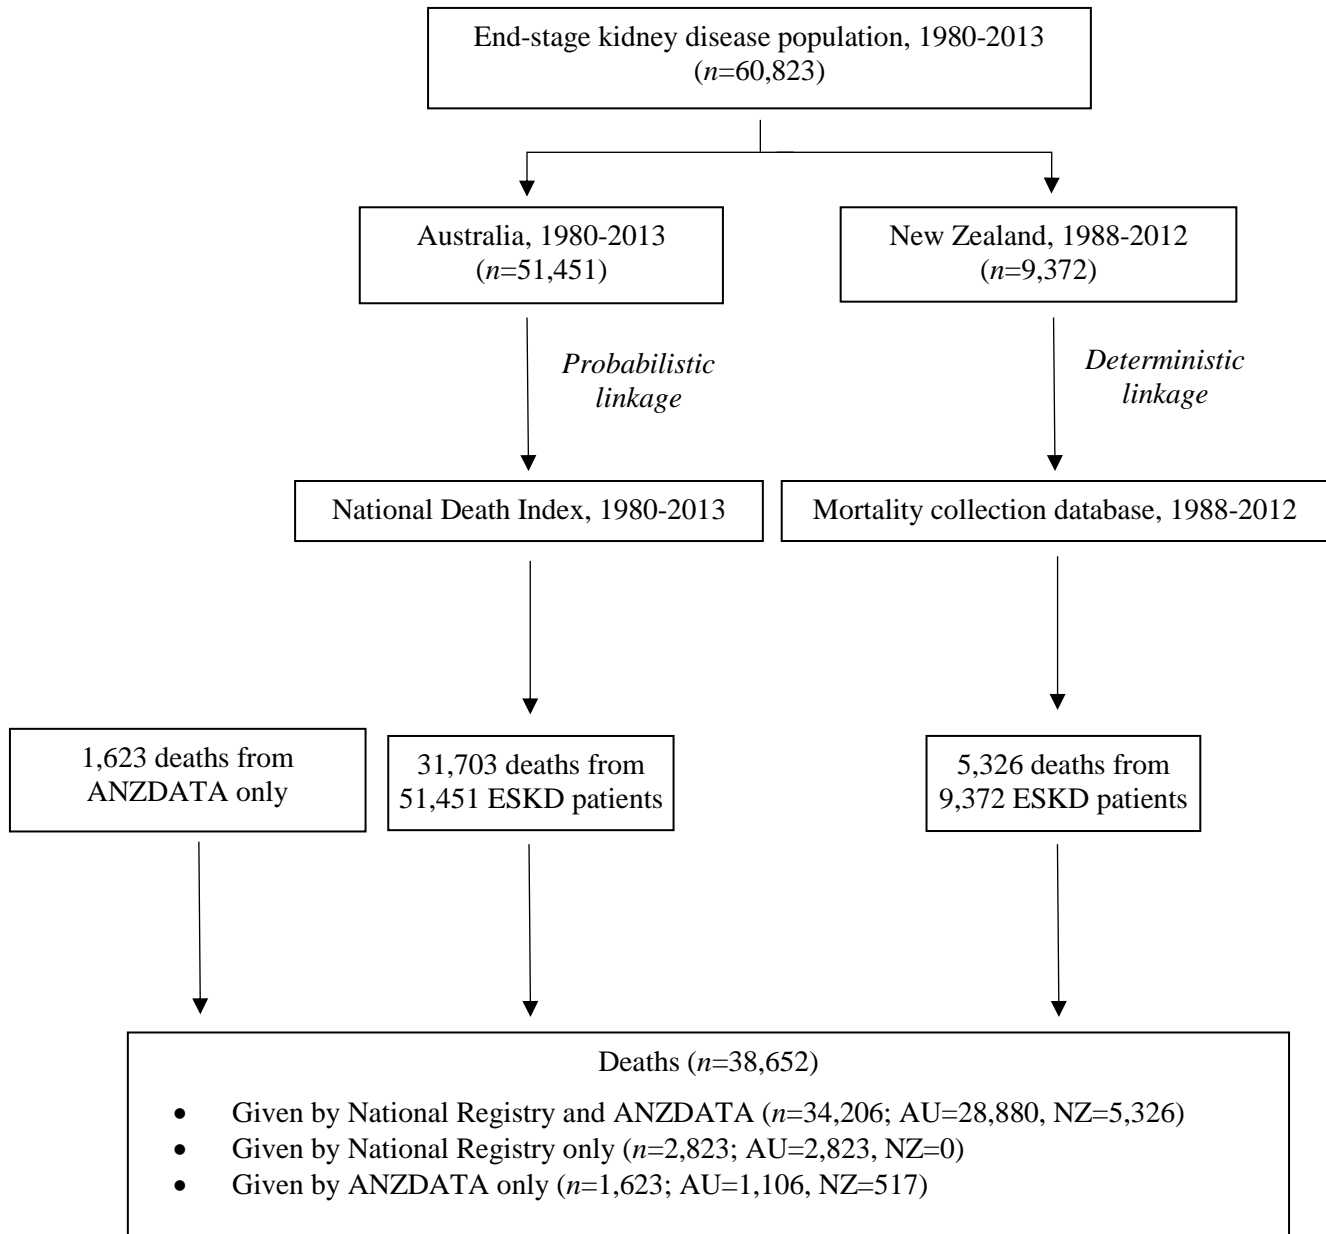 End-stage kidney disease population, 1980-2013
(n=60,823)
Australia, 1980-2013
(n=51,451)
New Zealand, 1988-2012
(n=9,372)
Probabilistic
linkage
Deterministic
linkage
National Death Index, 1980-2013
Mortality collection database, 1988-2012
1,623 deaths from
ANZDATA only
31,703 deaths from
51,451 ESKD patients
5,326 deaths from
9,372 ESKD patients
Deaths (n=38,652)
• Given by National Registry and ANZDATA (n=34,206; AU=28,880, NZ=5,326)
• Given by National Registry only (n=2,823; AU=2,823, NZ=0)
• Given by ANZDATA only (n=1,623; AU=1,106, NZ=517)